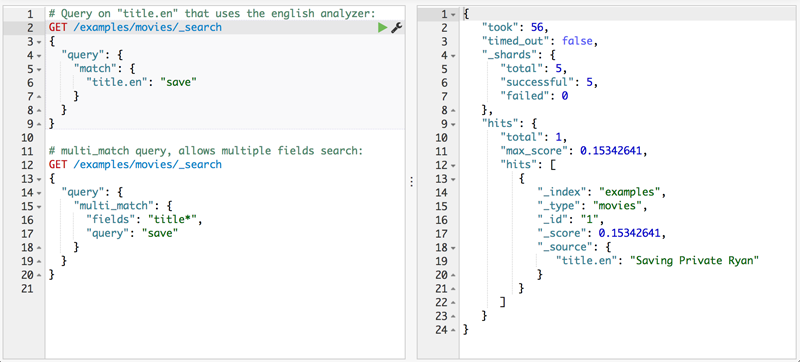 1 # Query on "title.en" that uses the english analyzer:
2 GET /examples/movies/_search
3 {
4   "query": {
5     "match": {
6       "title.en": "save"
7     }
8   }
9 }
10
11 # multi_match query, allows multiple fields search:
12 GET /examples/movies/_search
13 {
14   "query": {
15     "multi_match": {
16       "fields": "title*",
17       "query": "save"
18     }
19   }
20 }
21
1 {
2   "took": 56,
3   "timed_out": false,
4   "_shards": {
5     "total": 5,
6     "successful": 5,
7     "failed": 0
8   },
9   "hits": {
10     "total": 1,
11     "max_score": 0.15342641,
12     "hits": [
13       {
14         "_index": "examples",
15         "_type": "movies",
16         "_id": "1",
17         "_score": 0.15342641,
18         "_source": {
19           "title.en": "Saving Private Ryan"
20         }
21       }
22     ]
23   }
24 }